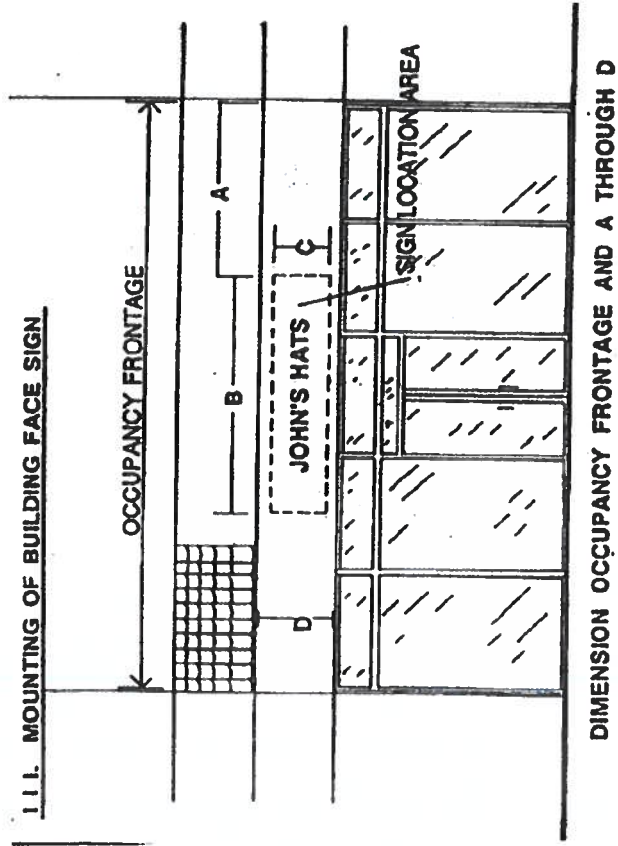 III. MOUNTING OF BUILDING FACE SIGN
OCCUPANCY FRONTAGE
A
B
C
JOHN'S HATS
D
SIGN LOCATION AREA
DIMENSION OCCUPANCY FRONTAGE AND A THROUGH D